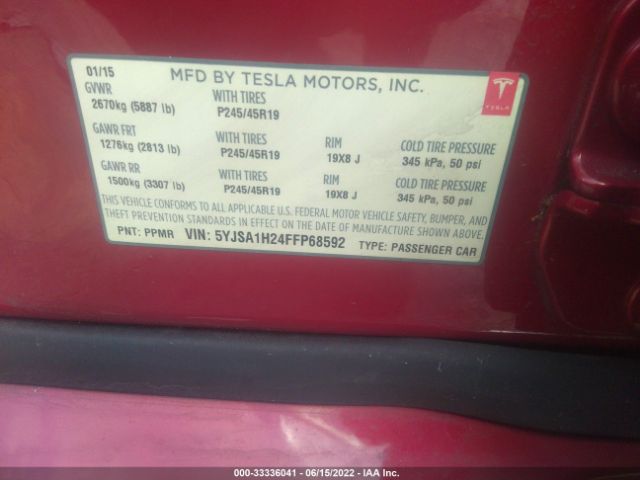 01/15 MFD BY TESLA MOTORS, INC.
GVWR WITH TIRES
2670kg (5887 lb) P245/45R19
TESLA
GAWR FRT WITH TIRES RIM COLD TIRE PRESSURE
1276kg (2813 lb) P245/45R19 19X8 J 345 kPa, 50 psi
GAWR RR WITH TIRES RIM COLD TIRE PRESSURE
1500kg (3307 lb) P245/45R19 19X8 J 345 kPa, 50 psi
THIS VEHICLE CONFORMS TO ALL APPLICABLE U.S. FEDERAL MOTOR VEHICLE SAFETY, BUMPER, AND
THEFT PREVENTION STANDARDS IN EFFECT ON THE DATE OF MANUFACTURE SHOWN ABOVE.
PNT: PPMR VIN: 5YJSA1H24FFP68592 TYPE: PASSENGER CAR
000-33336041 - 06/15/2022 - IAA Inc.